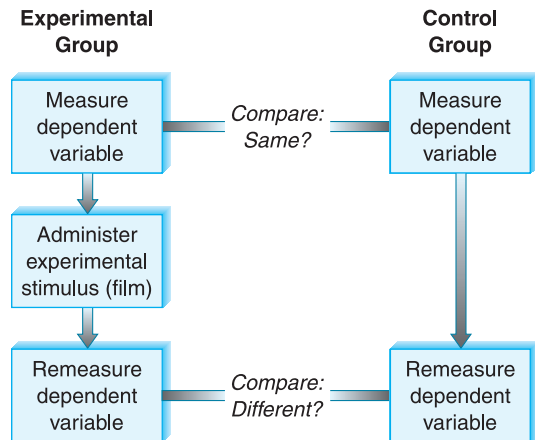 Experimental
Group
Control
Group
Measure
dependent
variable
Compare:
Same?
Measure
dependent
variable
Administer
experimental
stimulus (film)
Remeasure
dependent
variable
Compare:
Different?
Remeasure
dependent
variable